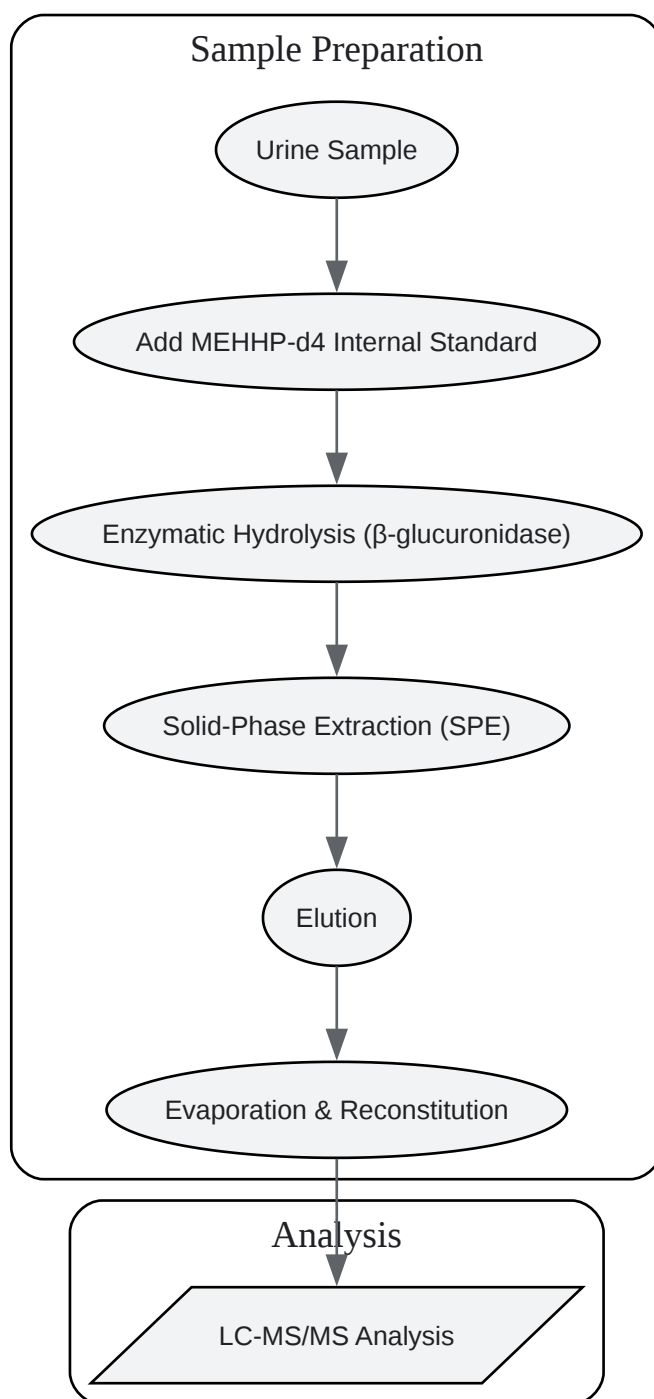 Sample Preparation
Urine Sample
Add MEHHP-d4 Internal Standard
Enzymatic Hydrolysis (β-glucuronidase)
Solid-Phase Extraction (SPE)
Elution
Evaporation & Reconstitution
Analysis
LC-MS/MS Analysis